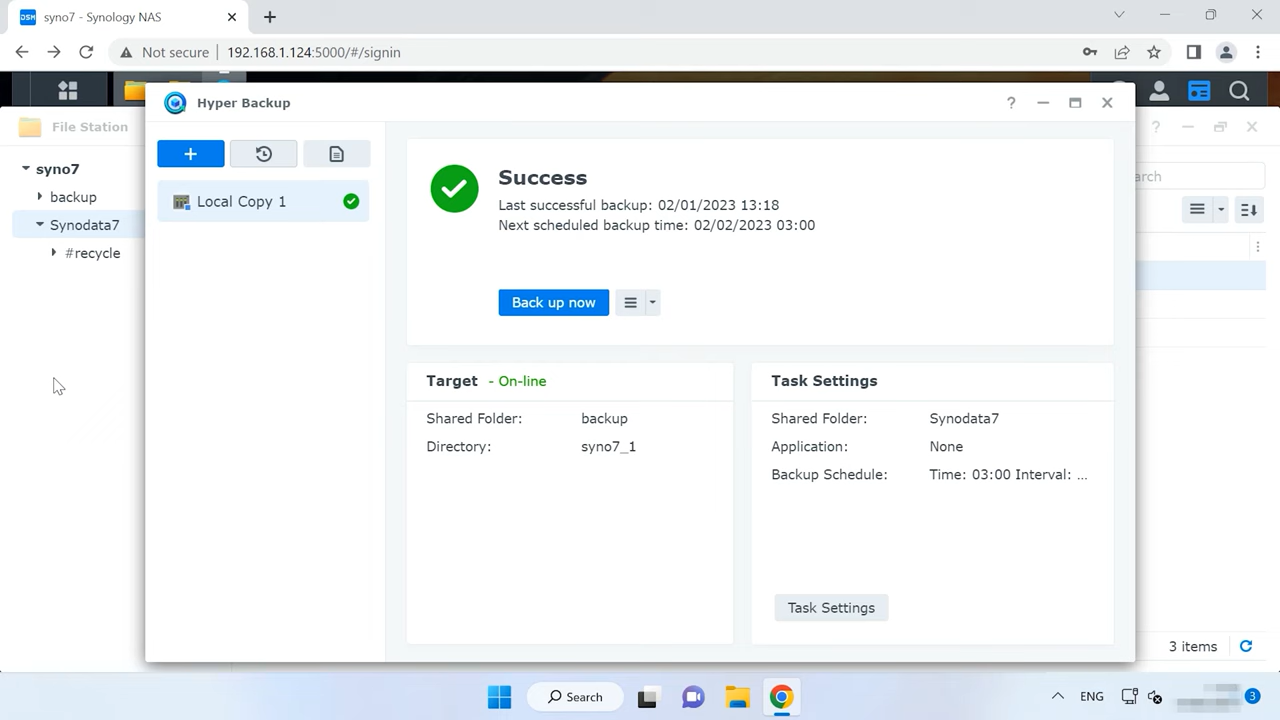 syno7 - Synology NAS
Not secure
192.168.1.124:5000/#/signin
File Station
syno7
backup
Synodata7
#recycle
Hyper Backup
Local Copy 1
Success
Last successful backup: 02/01/2023 13:18
Next scheduled backup time: 02/02/2023 03:00
Back up now
Target - On-line
Shared Folder: backup
Directory: syno7_1
Task Settings
Shared Folder: Synodata7
Application: None
Backup Schedule: Time: 03:00 Interval: ...
Task Settings
3 items
Search
ENG
3